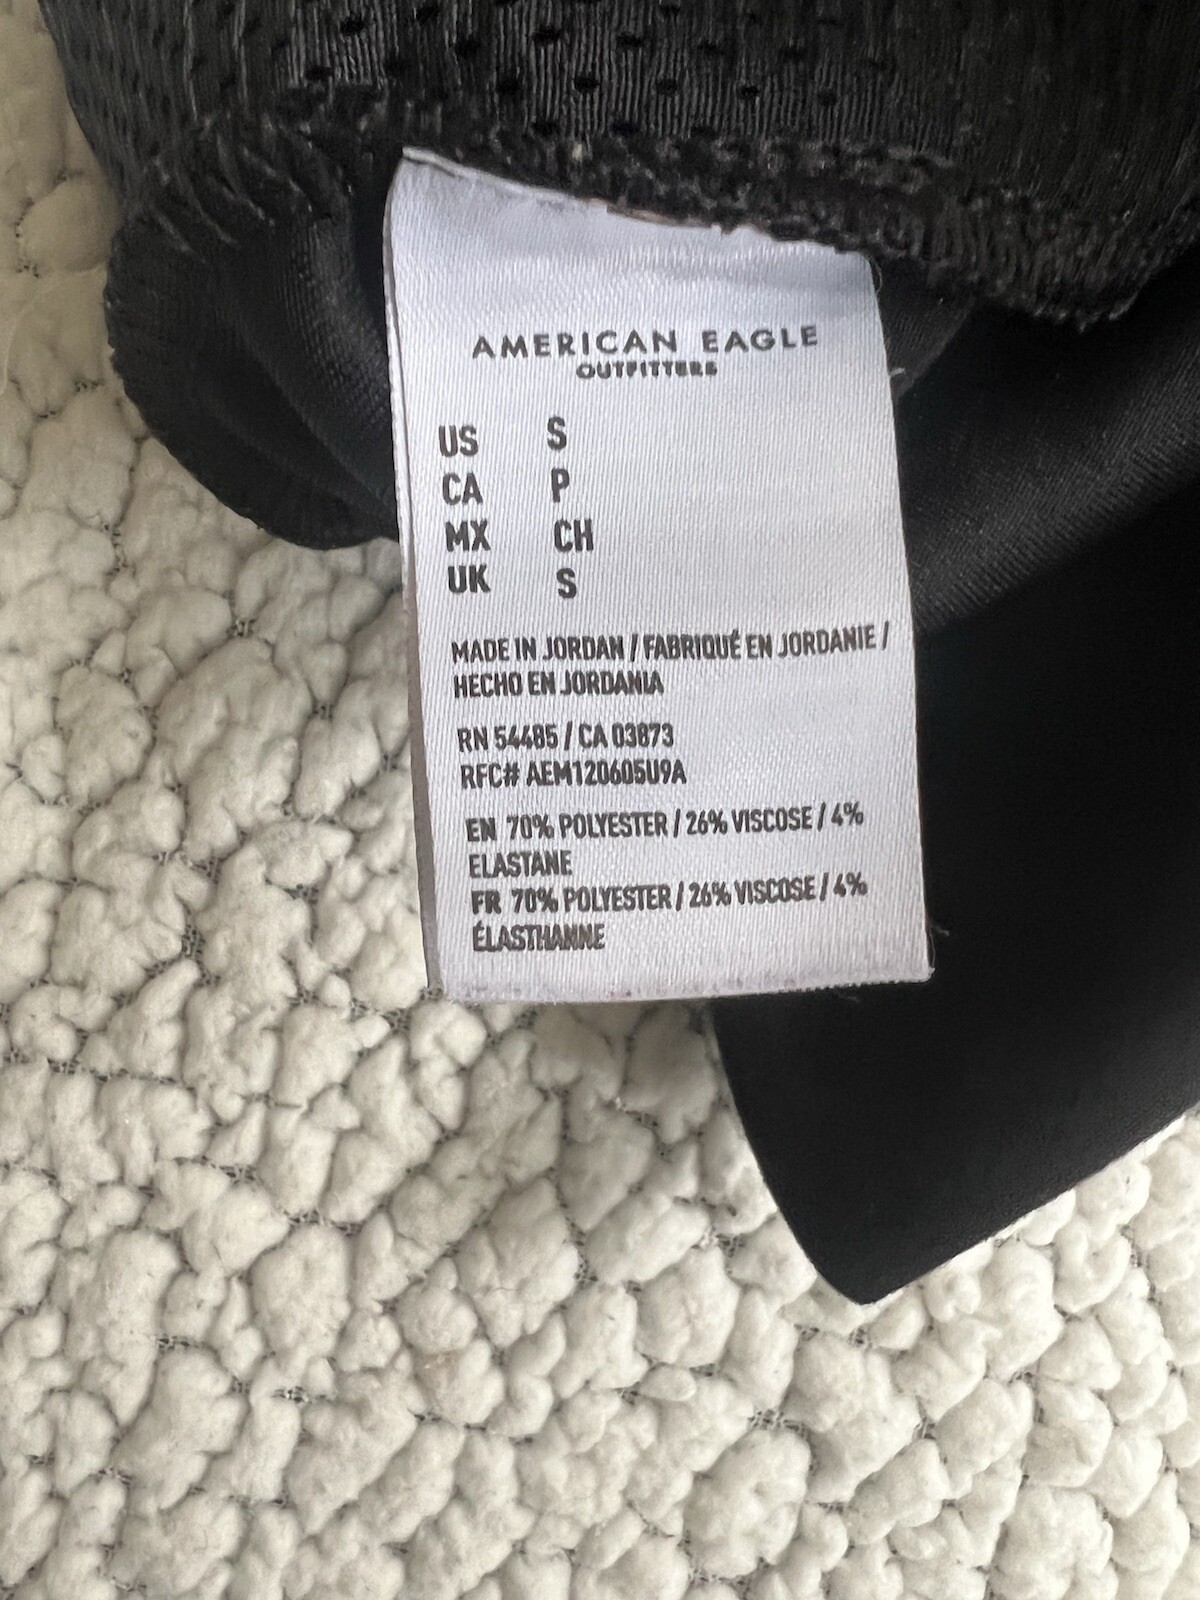 AMERICAN EAGLE
OUTFITTERS
US S
CA P
MX CH
UK S
MADE IN JORDAN / FABRIQUÉ EN JORDANIE /
HECHO EN JORDANIA
RN 54485 / CA 03873
RFC# AEM120605U9A
EN 70% POLYESTER / 26% VISCOSE / 4%
ELASTANE
FR 70% POLYESTER / 26% VISCOSE / 4%
ÉLASTHANNE